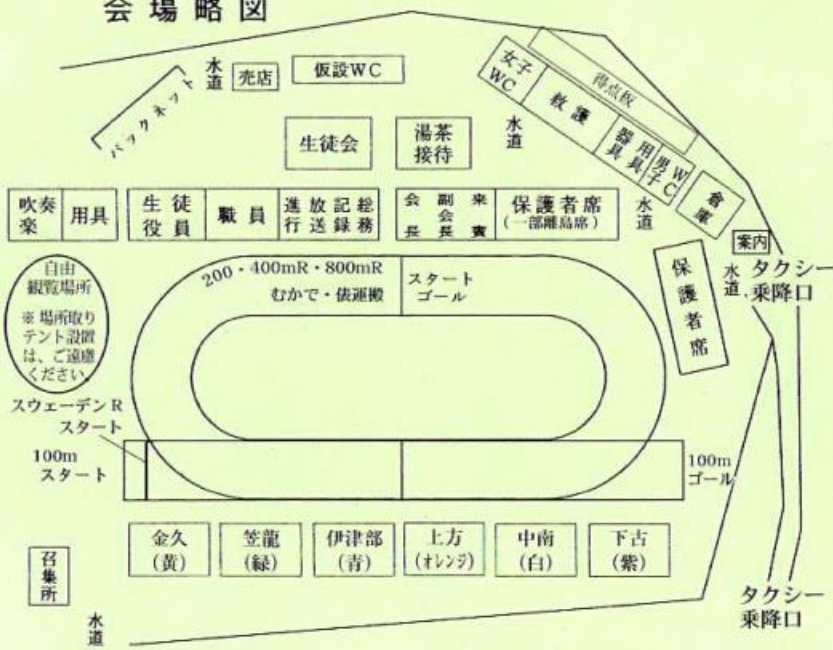 会場略図
バックネット
水道
売店
仮設WC
女子
WC
救護
得点板
器具
用具
男子
WC
倉庫
水道
生徒会
湯茶
接待
吹奏
楽
用具
生徒
役員
職員
進行
放送
記録
総務
会長
副会長
来賓
保護者席
(一部離島席)
水道
案内
水道
タクシー
乗降口
保護者席
自由
観覧場所
※場所取り
テント設置
は、ご遠慮
ください。
200・400mR・800mR
むかで・俵運搬
スタート
ゴール
スウェーデンR
スタート
100m
スタート
100m
ゴール
金久
(黄)
笠龍
(緑)
伊津部
(青)
上方
(オレンジ)
中南
(白)
下古
(紫)
召集所
水道
タクシー
乗降口